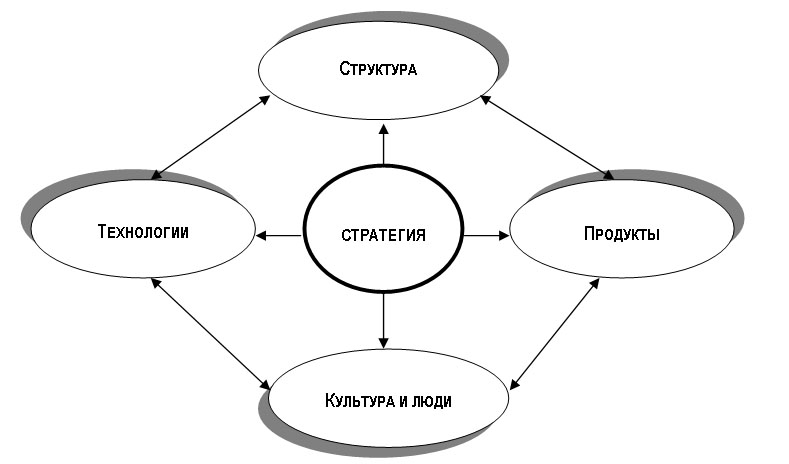 СТРУКТУРА
ТЕХНОЛОГИИ
СТРАТЕГИЯ
ПРОДУКТЫ
КУЛЬТУРА И ЛЮДИ